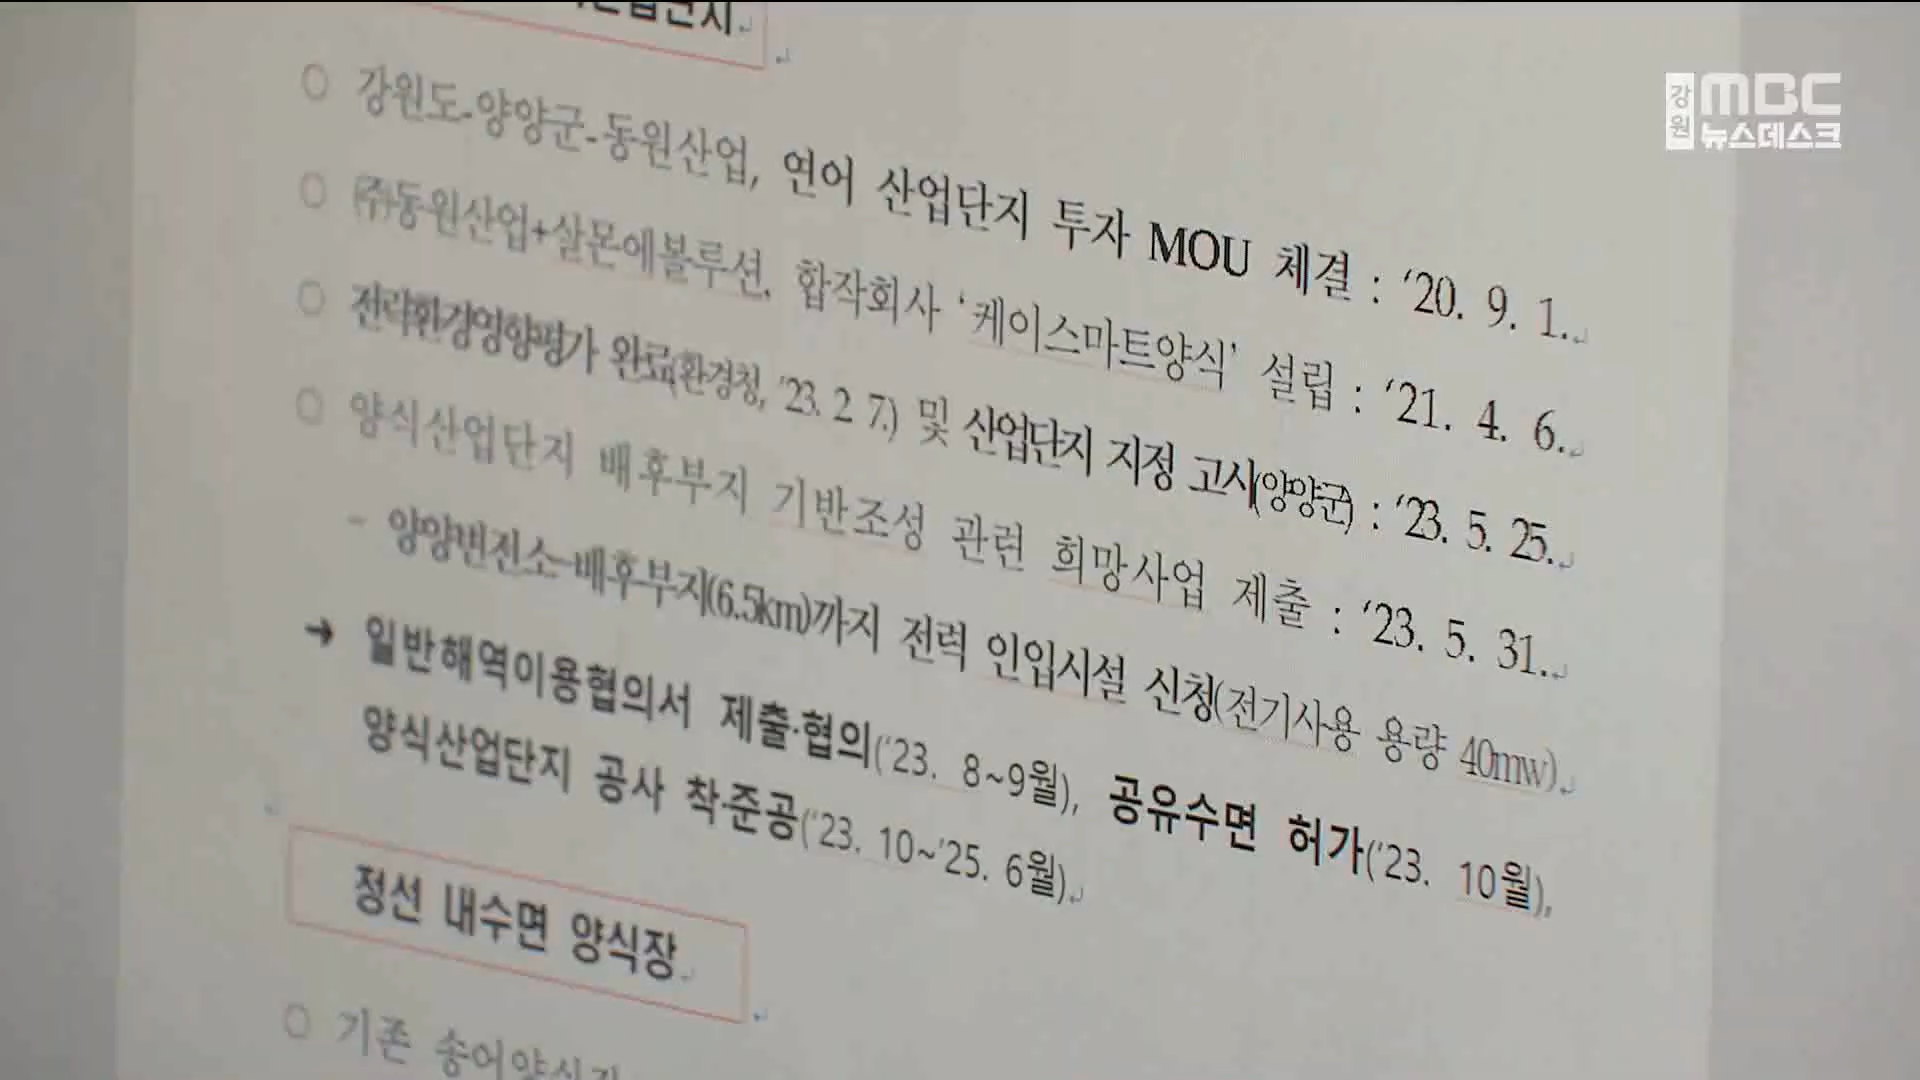 강원 MBC 뉴스데스크
○ 강원도-양양군-동원산업, 연어 산업단지 투자 MOU 체결 : ‘20. 9. 1.
○ ㈜동원산업+살몬에볼루션, 합작회사 ‘케이스마트양식’ 설립 : ‘21. 4. 6.
○ 전략환경영향평가 완료(환경청, ’23. 2 7.) 및 산업단지 지정 고시(양양군) : ‘23. 5. 25.
○ 양식산업단지 배후부지 기반조성 관련 희망사업 제출 : ‘23. 5. 31.
- 양양변전소-배후부지(6.5km)까지 전력 인입시설 신청(전기사용 용량 40mw)
→ 일반해역이용협의서 제출·협의(‘23. 8~9월), 공유수면 허가(‘23. 10월),
양식산업단지 공사 착·준공(‘23. 10~’25. 6월)
정선 내수면 양식장
○ 기존 송어양식장